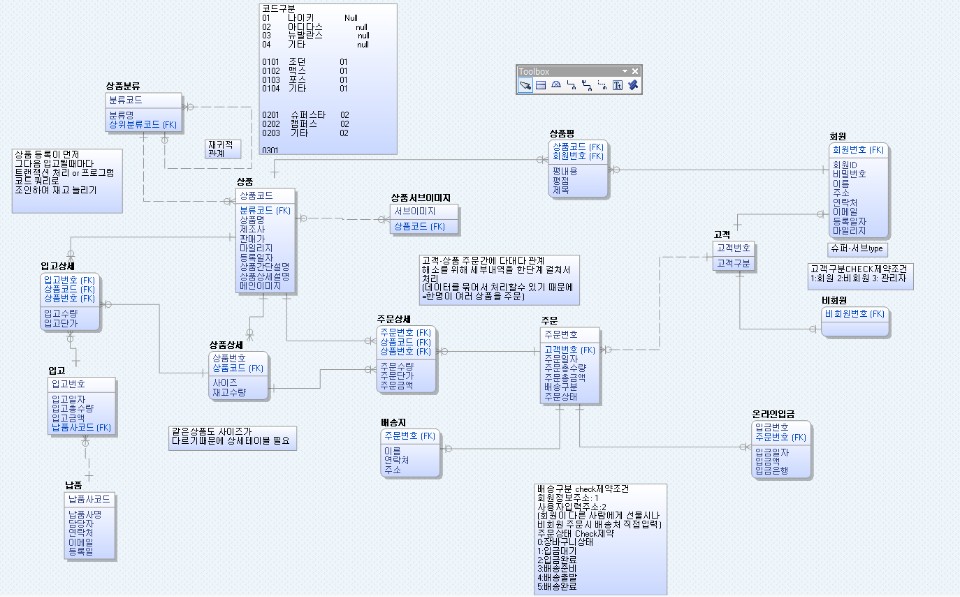 코드구분
01 나이키 Null
02 아디다스 null
03 뉴발란스 null
04 기타 null
0101 조던 01
0102 맥스 01
0103 포스 01
0104 기타 01
0201 슈퍼스타 02
0202 캠퍼스 02
0203 기타 02
0301
Toolbox
상품분류
분류코드
분류명
상위분류코드 (FK)
재귀적
관계
상품 등록이 먼저
그다음 입고될때마다
트랜잭션 처리 or 프로그램
코드 쿼리로
조인하여 재고 늘리기
상품
상품코드
분류코드 (FK)
상품명
제조사
판매가
마일리지
등록일자
상품간단설명
상품상세설명
메인이미지
상품서브이미지
서브이미지
상품코드 (FK)
상품평
상품코드 (FK)
회원번호 (FK)
평내용
평점
제목
회원
회원번호 (FK)
회원ID
비밀번호
이름
주소
연락처
이메일
등록일자
마일리지
슈퍼-서브type
고객
고객번호
고객구분
고객구분CHECK제약조건
1:회원 2:비회원 3: 관리자
비회원
비회원번호 (FK)
고객-상품 주문간에 다대다 관계
해소를 위해 세부내역을 한단계 걸쳐서
처리
(데이터를 묶어서 처리할수 있기 때문에
=한명이 여러 상품을 주문)
입고상세
입고번호 (FK)
상품코드 (FK)
상품번호 (FK)
입고수량
입고단가
상품상세
상품번호
상품코드 (FK)
사이즈
재고수량
주문상세
주문번호 (FK)
상품코드 (FK)
상품번호 (FK)
주문수량
주문단가
주문금액
주문
주문번호
고객번호 (FK)
주문일자
주문총수량
주문총금액
배송구분
주문상태
입고
입고번호
입고일자
입고총수량
입고금액
납품사코드 (FK)
같은상품도 사이즈가
다르기때문에 상세테이블 필요
배송지
주문번호 (FK)
이름
연락처
주소
온라인입금
입금번호
주문번호 (FK)
입금일자
입금액
입금은행
납품
납품사코드
납품사명
담당자
연락처
이메일
등록일
배송구분 check제약조건
회원정보주소: 1
사용자입력주소:2
(회원이 다른 사람에게 선물시나
비회원 주문시 배송처 직접입력)
주문상태 Check제약
0:장바구니상태
1:입금대기
2:입금완료
3:배송준비
4:배송출발
5:배송완료